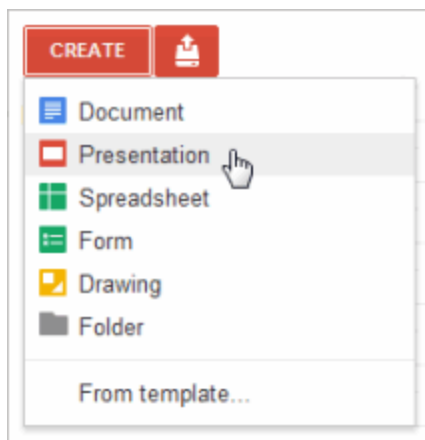 CREATE
Document
Presentation
Spreadsheet
Form
Drawing
Folder
From template...